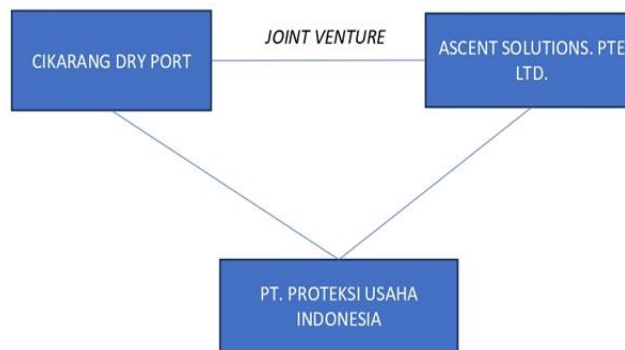 JOINT VENTURE
CIKARANG DRY PORT
ASCENT SOLUTIONS. PTE
LTD.
PT. PROTEKSI USAHA
INDONESIA